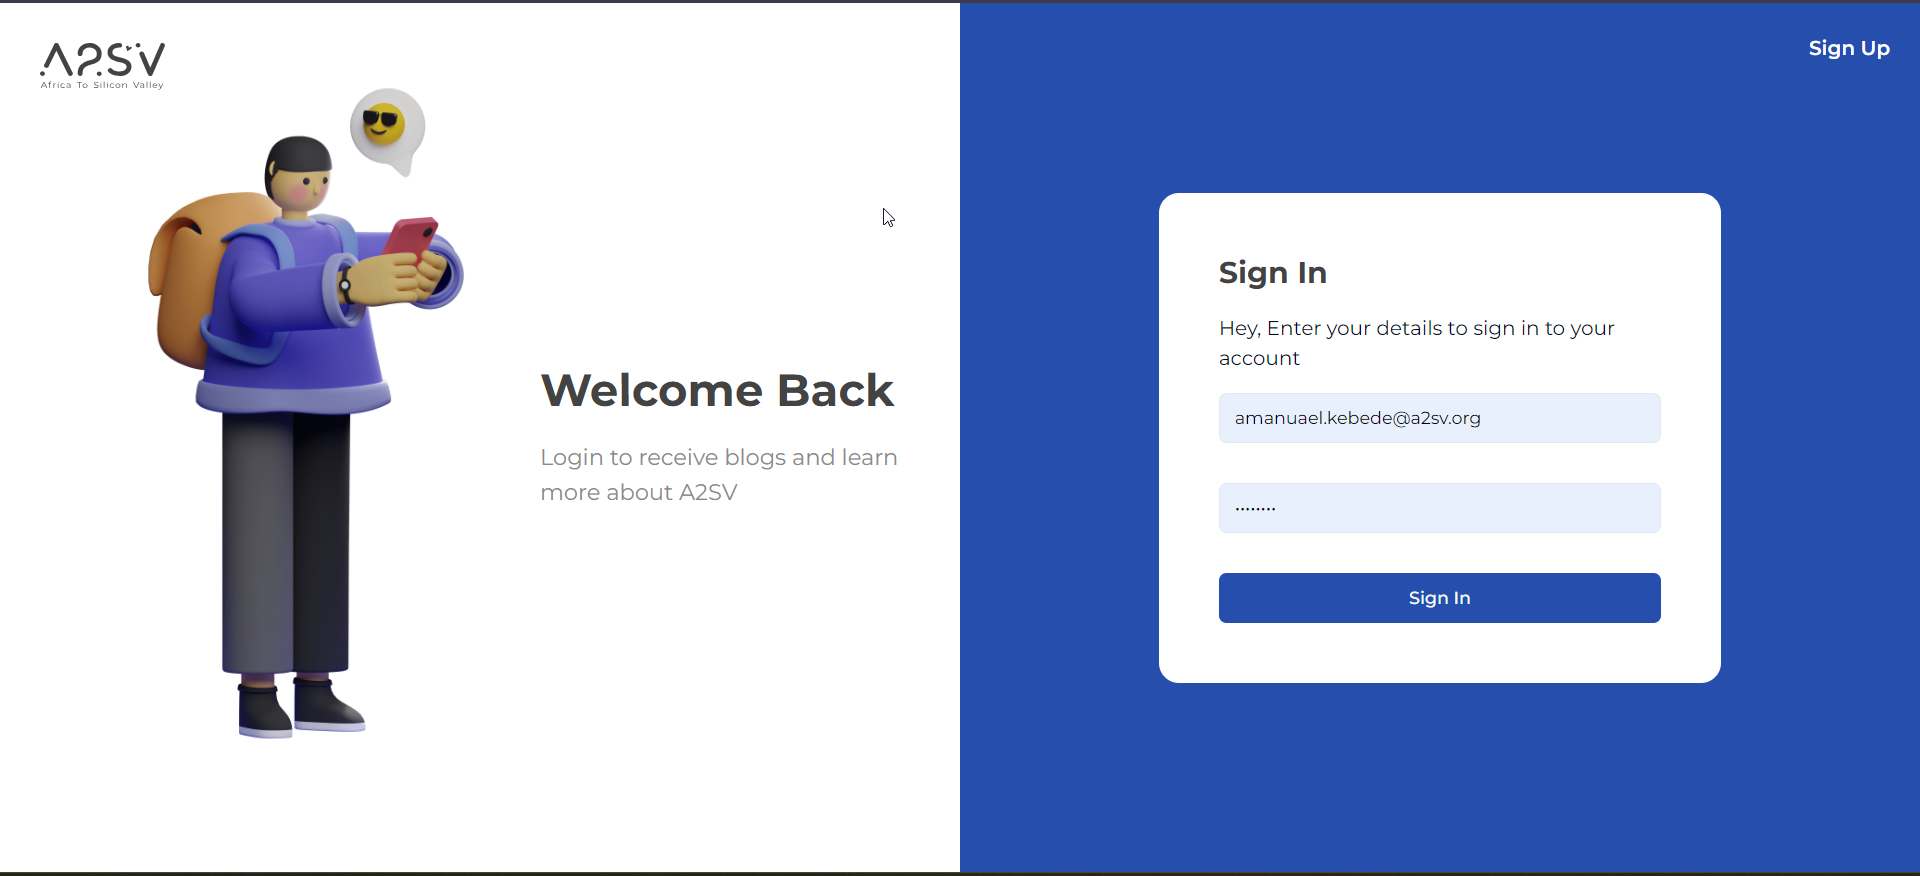 A2SV
Africa To Silicon Valley
Welcome Back
Login to receive blogs and learn
more about A2SV
Sign Up
Sign In
Hey, Enter your details to sign in to your
account
amanuael.kebede@a2sv.org
••••••••
Sign In